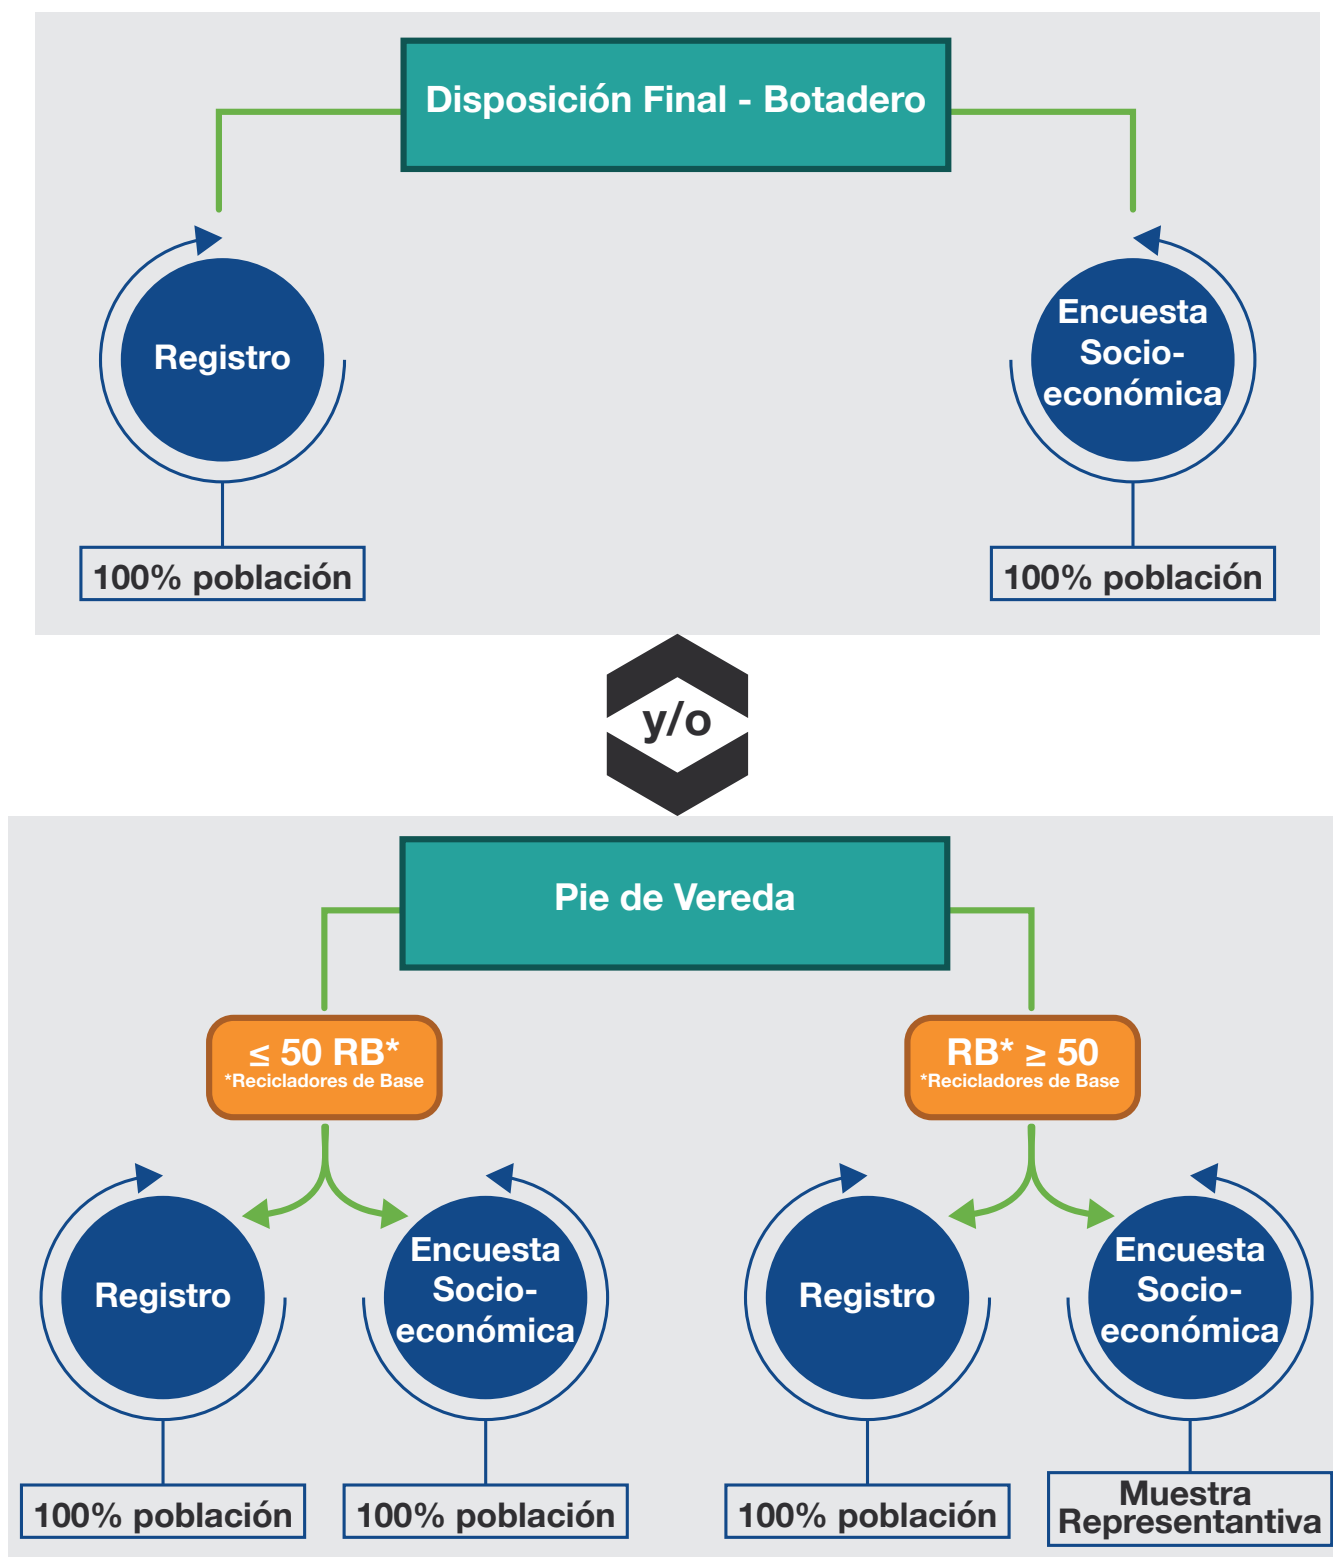 Disposición Final - Botadero
Registro
Encuesta
Socio-
económica
100% población
100% población
y/o
Pie de Vereda
≤ 50 RB*
*Recicladores de Base
RB* ≥ 50
*Recicladores de Base
Registro
Encuesta
Socio-
económica
Registro
Encuesta
Socio-
económica
100% población
100% población
100% población
Muestra
Representantiva